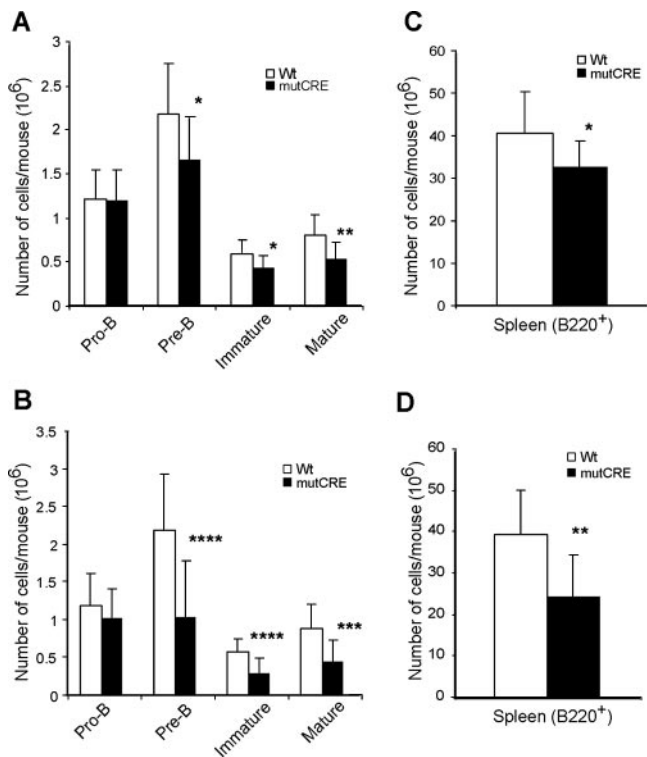 A
Number of cells/mouse (10⁶)
3
2.5
2
1.5
1
0.5
0
Wt
mutCRE
*
*
**
Pro-B
Pre-B
Immature
Mature
B
Number of cells/mouse (10⁶)
3.5
3
2.5
2
1.5
1
0.5
0
Wt
mutCRE
****
****
***
Pro-B
Pre-B
Immature
Mature
C
Number of cells/mouse (10⁶)
60
50
40
30
20
10
0
Wt
mutCRE
*
Spleen (B220⁺)
D
Number of cells/mouse (10⁶)
60
50
40
30
20
10
0
Wt
mutCRE
**
Spleen (B220⁺)